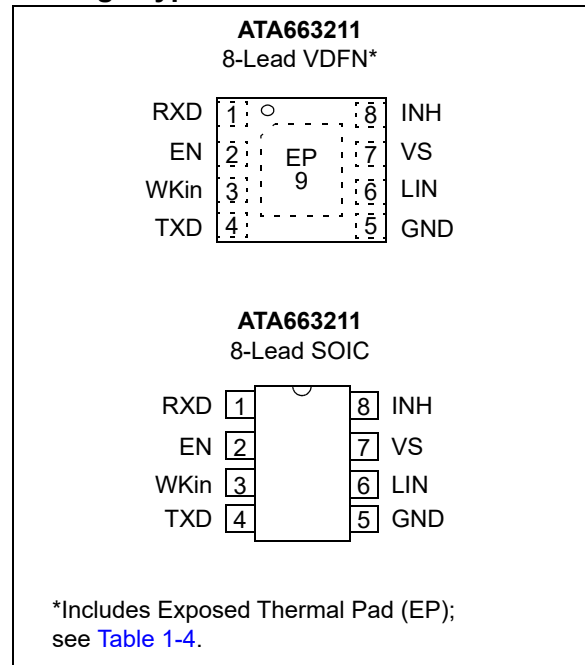 ATA663211
8-Lead VDFN*
RXD 1 8 INH
EN 2 EP 7 VS
WKin 3 9 6 LIN
TXD 4 5 GND
ATA663211
8-Lead SOIC
RXD 1 8 INH
EN 2 7 VS
WKin 3 6 LIN
TXD 4 5 GND
*Includes Exposed Thermal Pad (EP);
see Table 1-4.